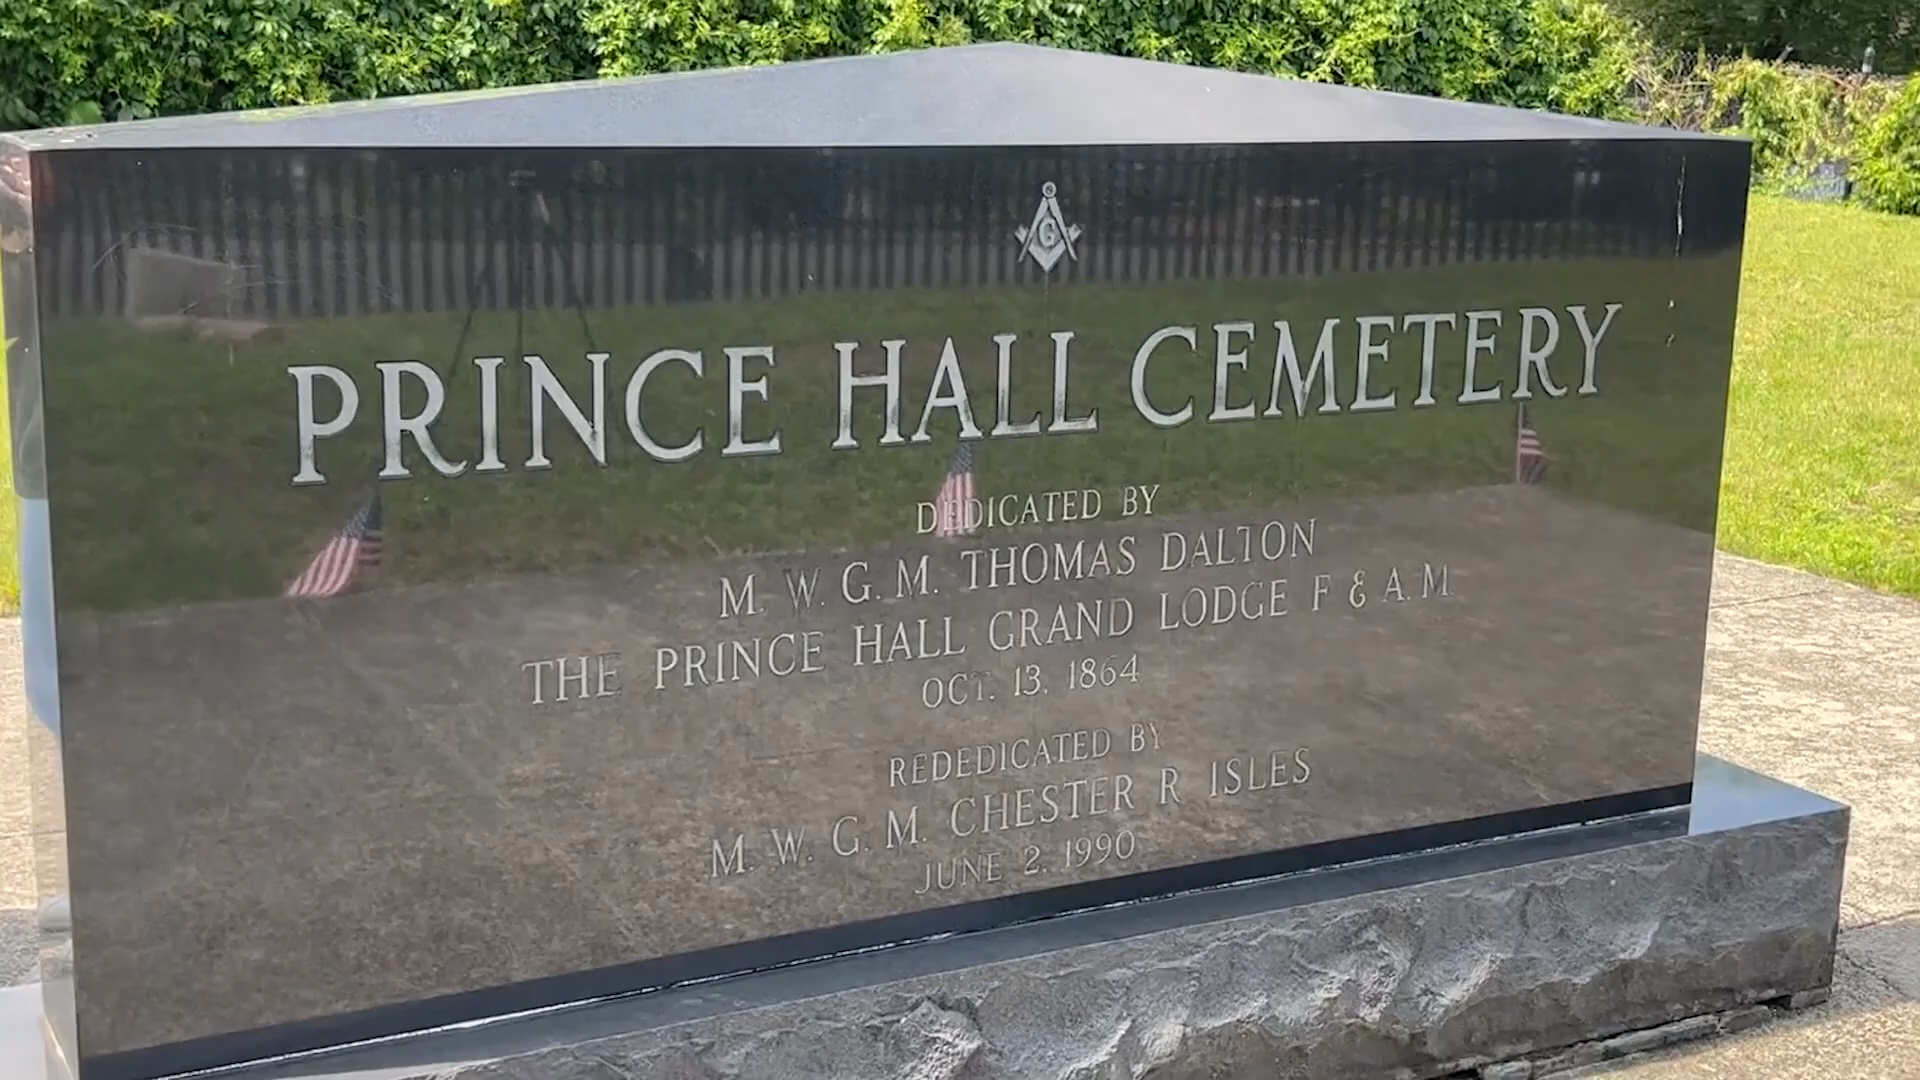 G
PRINCE HALL CEMETERY
DEDICATED BY
M. W. G. M. THOMAS DALTON
THE PRINCE HALL GRAND LODGE F & A. M.
OCT. 13, 1864
REDEDICATED BY
M. W. G. M. CHESTER R ISLES
JUNE 2, 1990